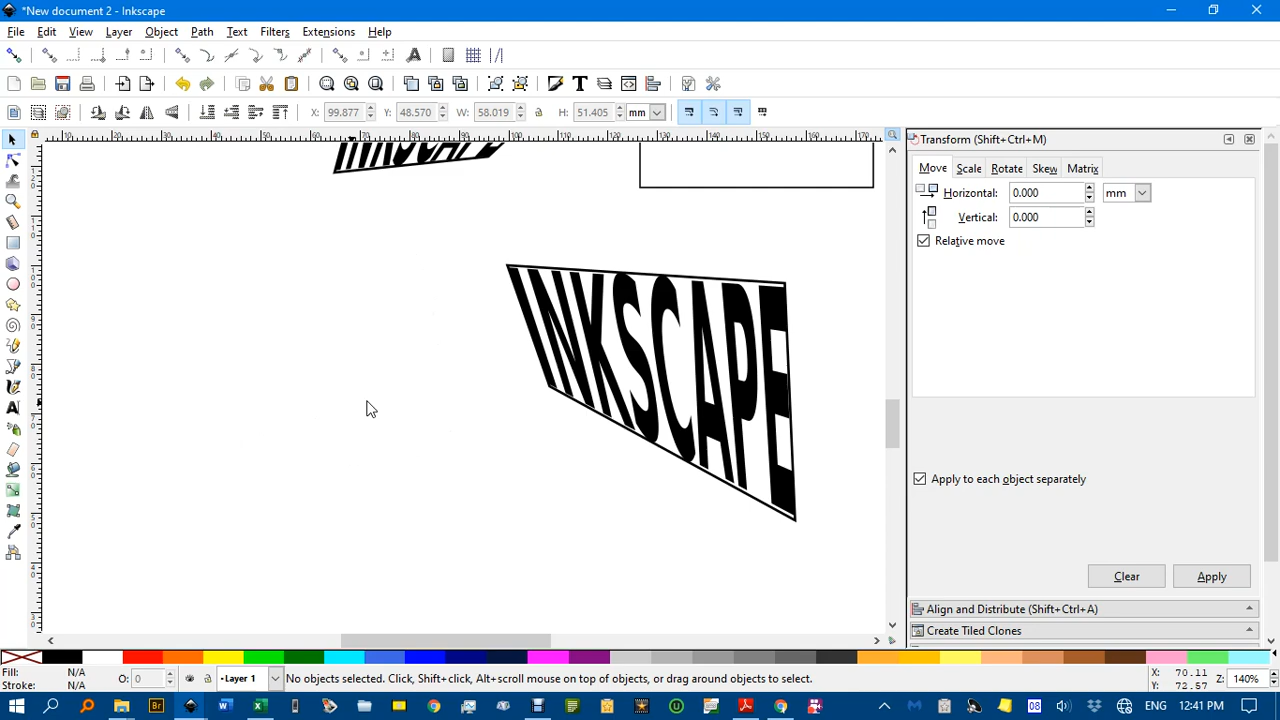 *New document 2 - Inkscape
File Edit View Layer Object Path Text Filters Extensions Help
X: 99.877 Y: 48.570 W: 58.019 H: 51.405 mm
Transform (Shift+Ctrl+M)
Move Scale Rotate Skew Matrix
Horizontal: 0.000 mm
Vertical: 0.000
Relative move
INKSCAPE
INKSCAPE
Apply to each object separately
Clear Apply
Align and Distribute (Shift+Ctrl+A)
Create Tiled Clones
Fill: N/A
Stroke: N/A
O: 0
Layer 1
No objects selected. Click, Shift+click, Alt+scroll mouse on top of objects, or drag around objects to select.
X: 70.11
Y: 72.57
Z: 140%
12:41 PM